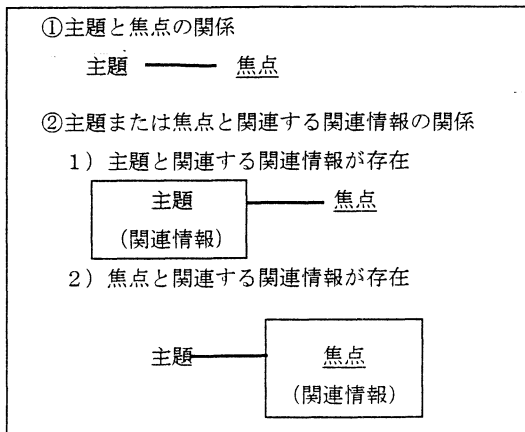 ①主題と焦点の関係
主題 焦点
②主題または焦点と関連する関連情報の関係
1）主題と関連する関連情報が存在
主題 焦点
（関連情報）
2）焦点と関連する関連情報が存在
主題 焦点
（関連情報）